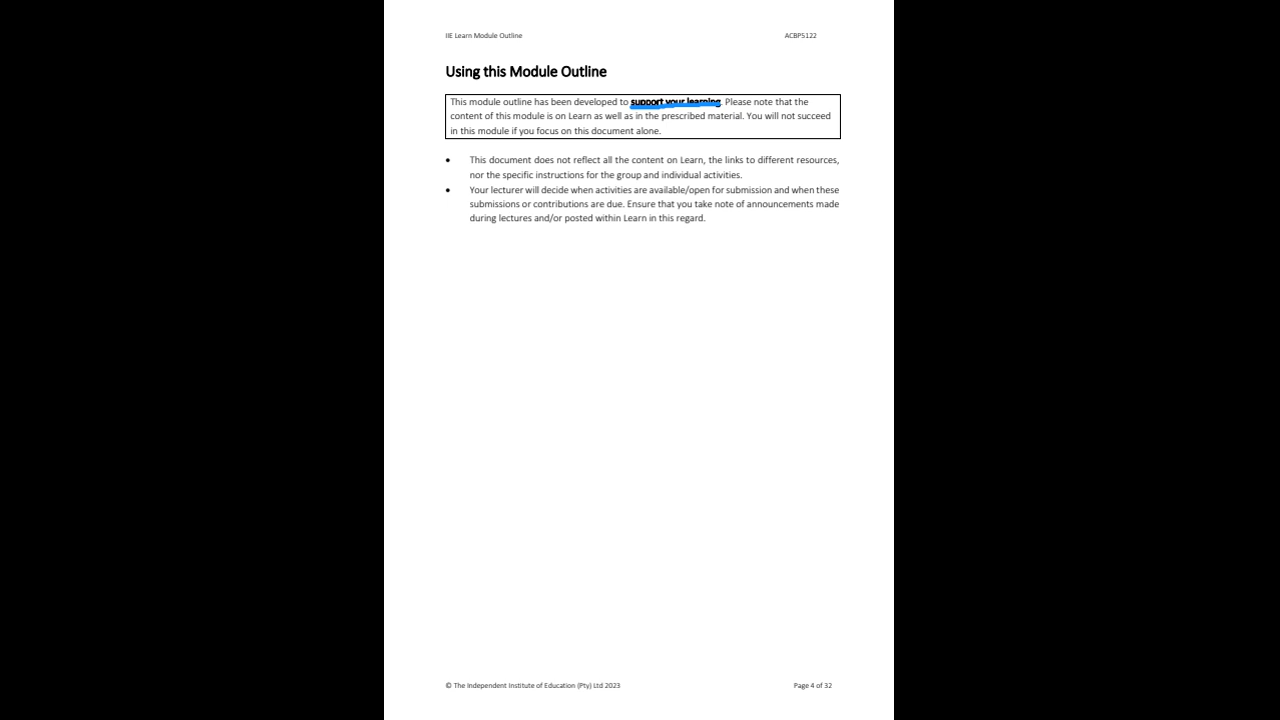 IIE Learn Module Outline ACBP5122
Using this Module Outline
This module outline has been developed to support your learning. Please note that the
content of this module is on Learn as well as in the prescribed material. You will not succeed
in this module if you focus on this document alone.
• This document does not reflect all the content on Learn, the links to different resources,
nor the specific instructions for the group and individual activities.
• Your lecturer will decide when activities are available/open for submission and when these
submissions or contributions are due. Ensure that you take note of announcements made
during lectures and/or posted within Learn in this regard.
© The Independent Institute of Education (Pty) Ltd 2023 Page 4 of 32